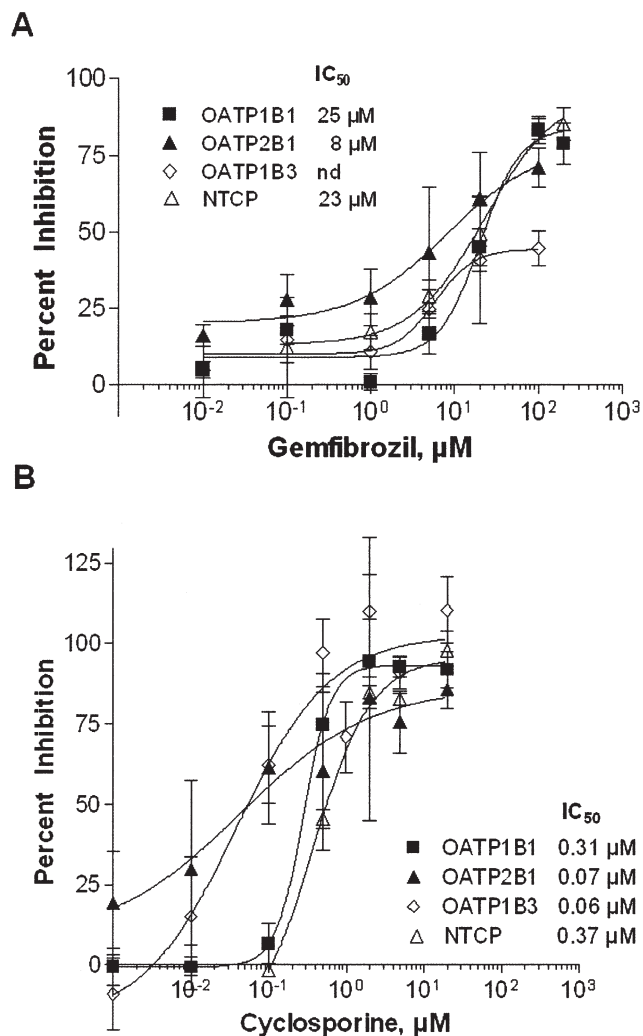 A
IC50
OATP1B1 25 µM
OATP2B1 8 µM
OATP1B3 nd
NTCP 23 µM
100
75
50
25
0
Percent Inhibition
10-2 10-1 100 101 102 103
Gemfibrozil, µM
B
125
100
75
50
25
0
Percent Inhibition
IC50
OATP1B1 0.31 µM
OATP2B1 0.07 µM
OATP1B3 0.06 µM
NTCP 0.37 µM
10-2 10-1 100 101 102 103
Cyclosporine, µM